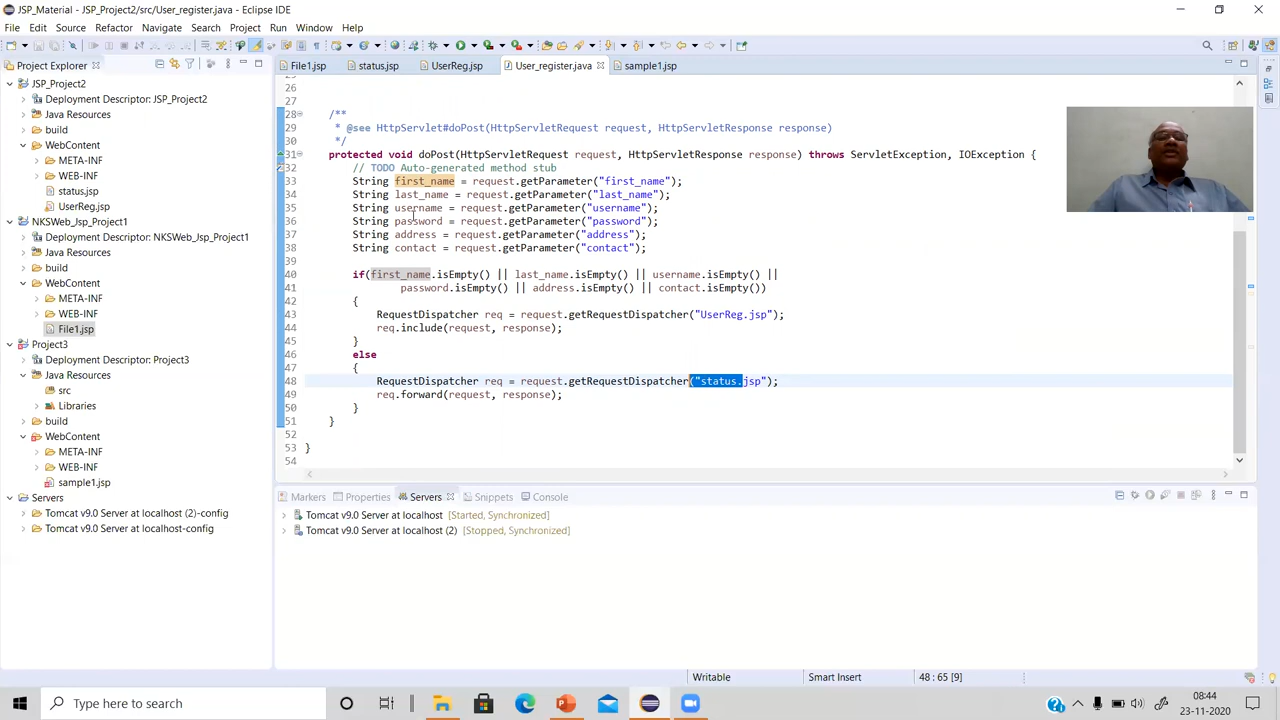 JSP_Material - JSP_Project2/src/User_register.java - Eclipse IDE
File Edit Source Refactor Navigate Search Project Run Window Help
Project Explorer
File1.jsp status.jsp UserReg.jsp User_register.java sample1.jsp
JSP_Project2
Deployment Descriptor: JSP_Project2
Java Resources
build
WebContent
META-INF
WEB-INF
status.jsp
UserReg.jsp
NKSWeb_Jsp_Project1
Deployment Descriptor: NKSWeb_Jsp_Project1
Java Resources
build
WebContent
META-INF
WEB-INF
File1.jsp
Project3
Deployment Descriptor: Project3
Java Resources
src
Libraries
build
WebContent
META-INF
WEB-INF
sample1.jsp
Servers
Tomcat v9.0 Server at localhost (2)-config
Tomcat v9.0 Server at localhost-config
26
27
28 /**
29 * @see HttpServlet#doPost(HttpServletRequest request, HttpServletResponse response)
30 */
31 protected void doPost(HttpServletRequest request, HttpServletResponse response) throws ServletException, IOException {
32 // TODO Auto-generated method stub
33 String first_name = request.getParameter("first_name");
34 String last_name = request.getParameter("last_name");
35 String username = request.getParameter("username");
36 String password = request.getParameter("password");
37 String address = request.getParameter("address");
38 String contact = request.getParameter("contact");
39
40 if(first_name.isEmpty() || last_name.isEmpty() || username.isEmpty() ||
41 password.isEmpty() || address.isEmpty() || contact.isEmpty())
42 {
43 RequestDispatcher req = request.getRequestDispatcher("UserReg.jsp");
44 req.include(request, response);
45 }
46 else
47 {
48 RequestDispatcher req = request.getRequestDispatcher("status.jsp");
49 req.forward(request, response);
50 }
51 }
52
53 }
54
Markers Properties Servers Snippets Console
Tomcat v9.0 Server at localhost [Started, Synchronized]
Tomcat v9.0 Server at localhost (2) [Stopped, Synchronized]
Writable Smart Insert 48 : 65 [9]
Type here to search
08:44
23-11-2020